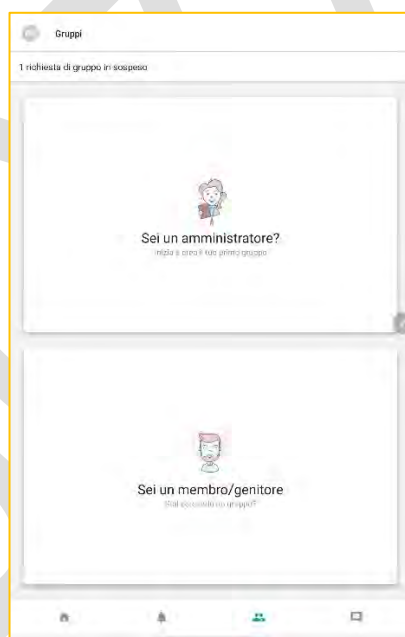 Gruppi
1 richiesta di gruppo in sospeso
Sei un amministratore?
Inizia e crea il tuo primo gruppo
Sei un membro/genitore
gruppo?